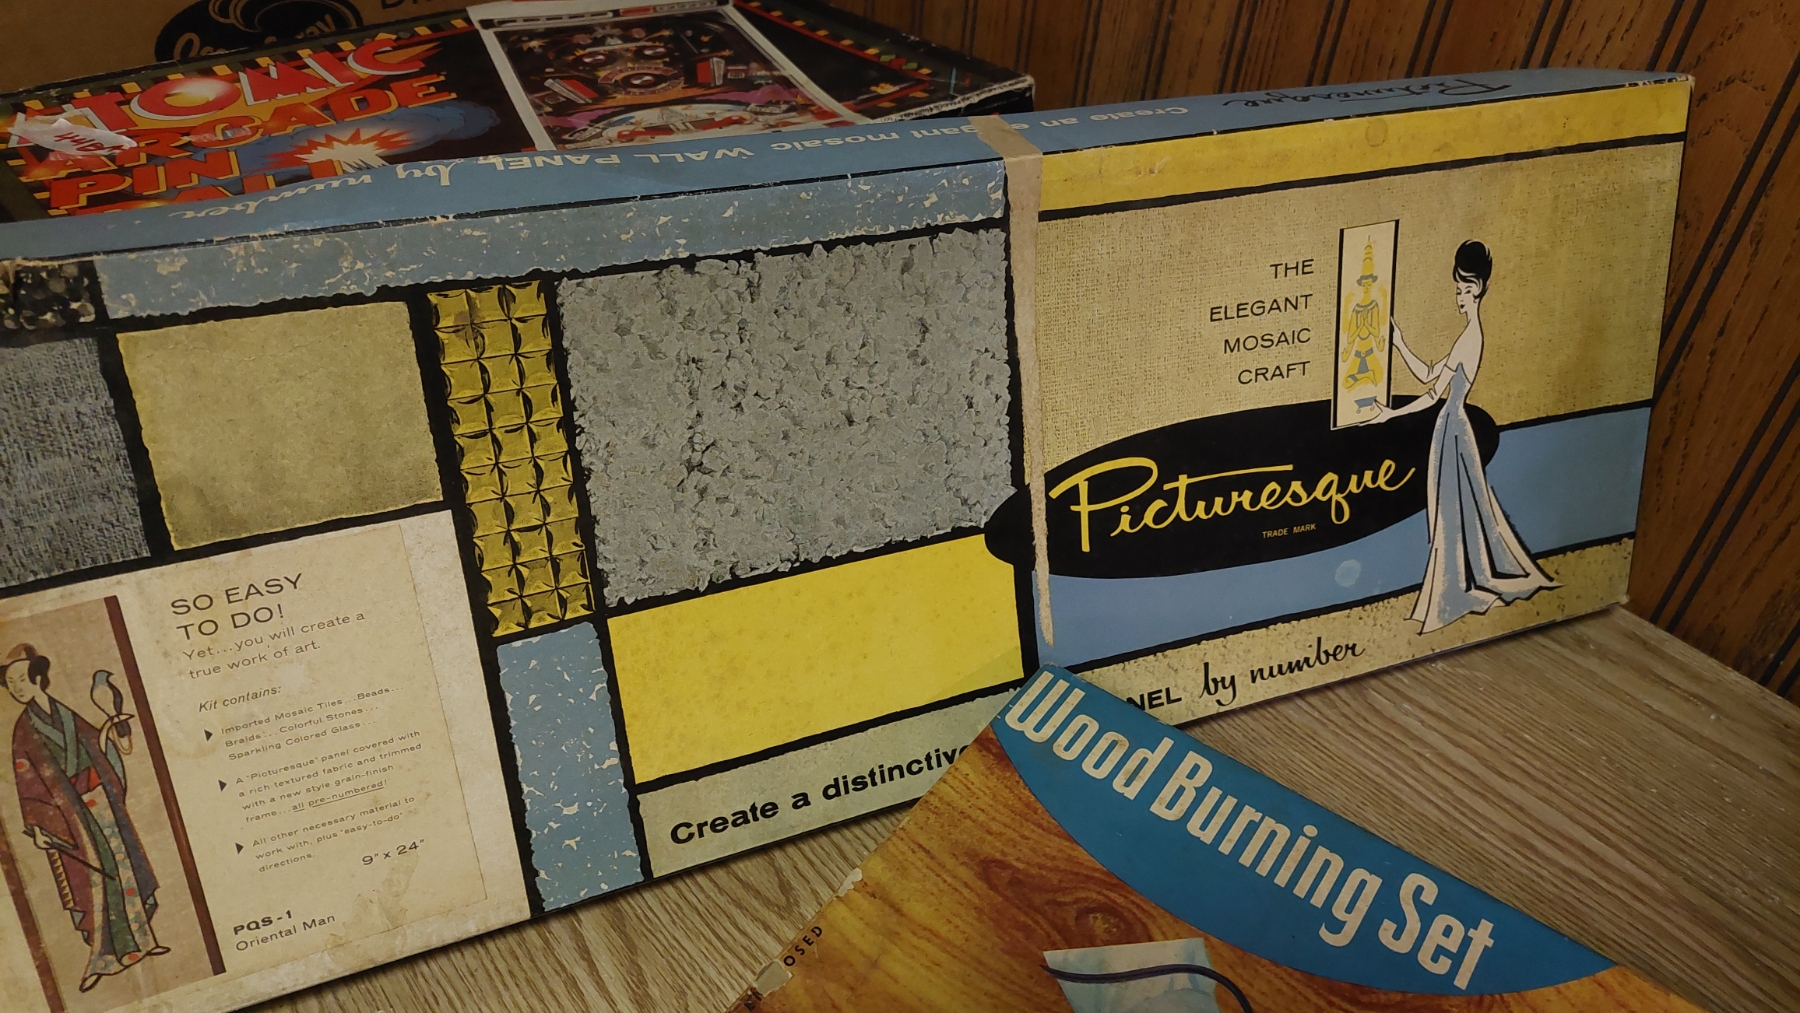 ATOMIC
ARCADE
PIN
Picturesque
Create an elegant mosaic WALL PANEL by number
THE
ELEGANT
MOSAIC
CRAFT
Picturesque
TRADE MARK
NEL by number
Create a distinctive
SO EASY
TO DO!
Yet...you will create a
true work of art.
Kit contains:
Imported Mosaic Tiles...Beads...
Braids...Colorful Stones...
Sparkling Colored Glass...
A "Picturesque" panel covered with
a rich textured fabric and trimmed
with a new style grain-finish
frame...all pre-numbered!
All other necessary material to
work with, plus "easy-to-do"
directions.
9" x 24"
PQS-1
Oriental Man
Wood Burning Set
OSED